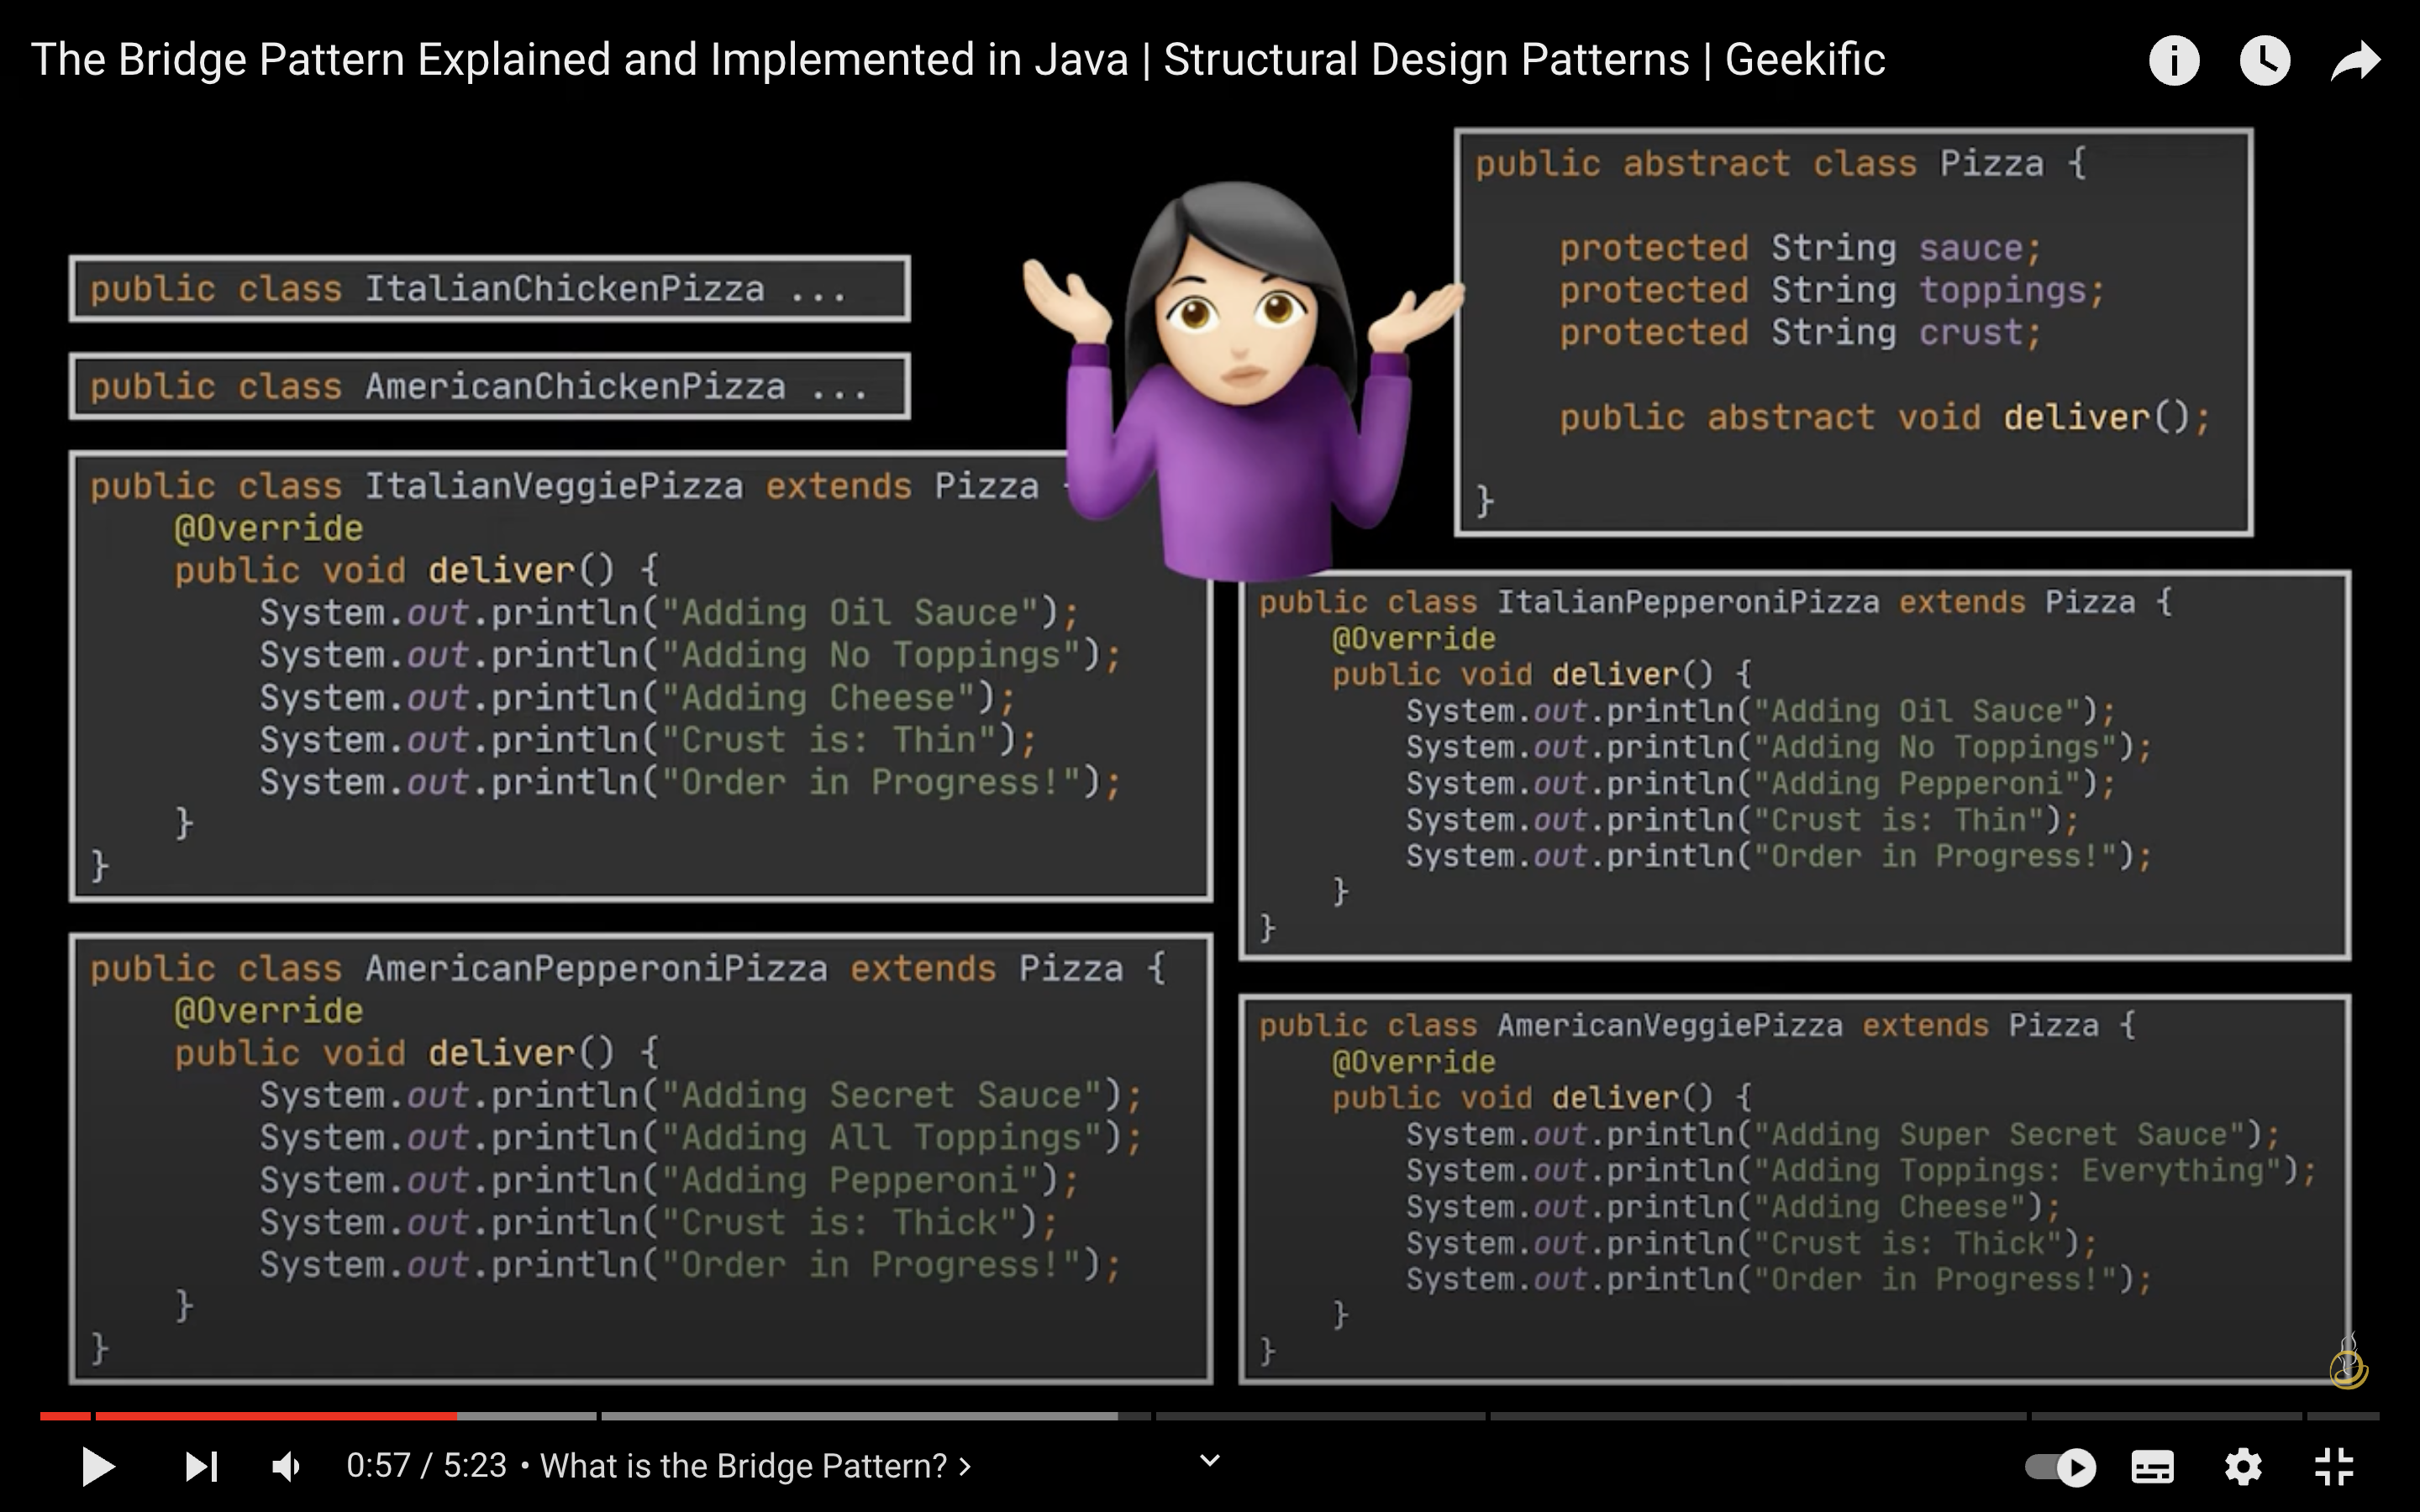 The Bridge Pattern Explained and Implemented in Java | Structural Design Patterns | Geekific
public class ItalianChickenPizza ...
public class AmericanChickenPizza ...
public class ItalianVeggiePizza extends Pizza
@Override
public void deliver() {
System.out.println("Adding Oil Sauce");
System.out.println("Adding No Toppings");
System.out.println("Adding Cheese");
System.out.println("Crust is: Thin");
System.out.println("Order in Progress!");
}
}
public class AmericanPepperoniPizza extends Pizza {
@Override
public void deliver() {
System.out.println("Adding Secret Sauce");
System.out.println("Adding All Toppings");
System.out.println("Adding Pepperoni");
System.out.println("Crust is: Thick");
System.out.println("Order in Progress!");
}
}
public abstract class Pizza {
protected String sauce;
protected String toppings;
protected String crust;
public abstract void deliver();
}
public class ItalianPepperoniPizza extends Pizza {
@Override
public void deliver() {
System.out.println("Adding Oil Sauce");
System.out.println("Adding No Toppings");
System.out.println("Adding Pepperoni");
System.out.println("Crust is: Thin");
System.out.println("Order in Progress!");
}
}
public class AmericanVeggiePizza extends Pizza {
@Override
public void deliver() {
System.out.println("Adding Super Secret Sauce");
System.out.println("Adding Toppings: Everything");
System.out.println("Adding Cheese");
System.out.println("Crust is: Thick");
System.out.println("Order in Progress!");
}
}
0:57 / 5:23 • What is the Bridge Pattern? >